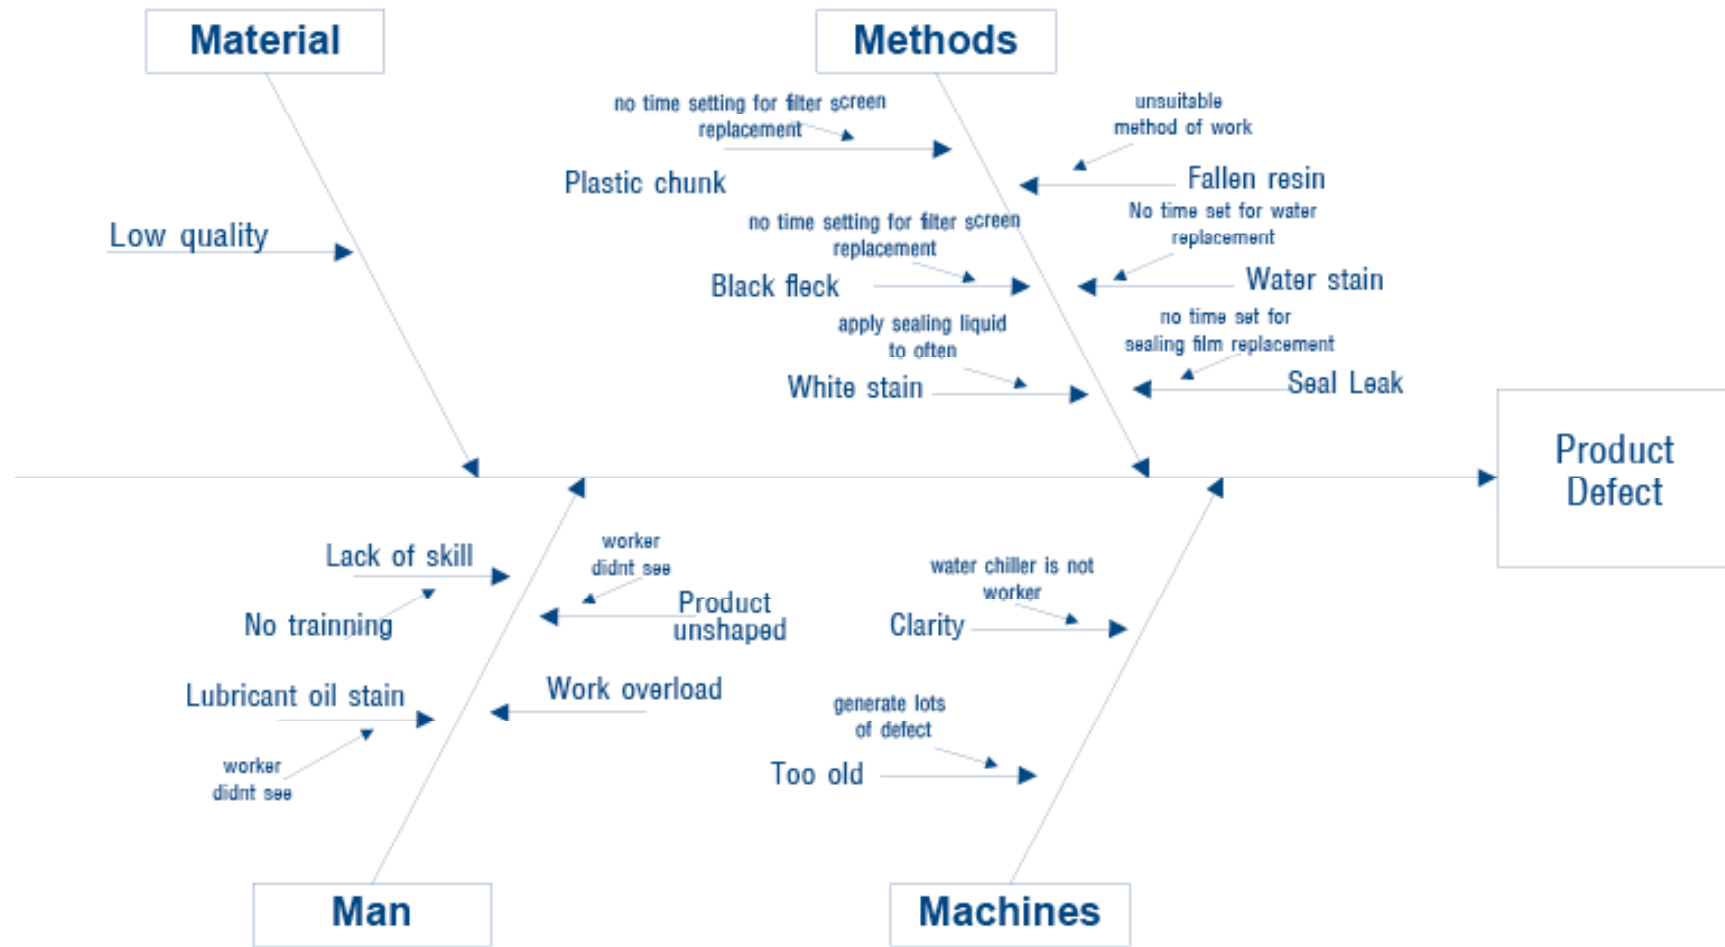 Material
Methods
no time setting for filter screen
replacement
unsuitable
method of work
Plastic chunk
Fallen resin
Low quality
no time setting for filter screen
replacement
No time set for water
replacement
Black fleck
Water stain
apply sealing liquid
to often
no time set for
sealing film replacement
White stain
Seal Leak
Product
Defect
Lack of skill
worker
didnt see
No trainning
Product
unshaped
water chiller is not
worker
Clarity
Lubricant oil stain
Work overload
generate lots
of defect
worker
didnt see
Too old
Man
Machines